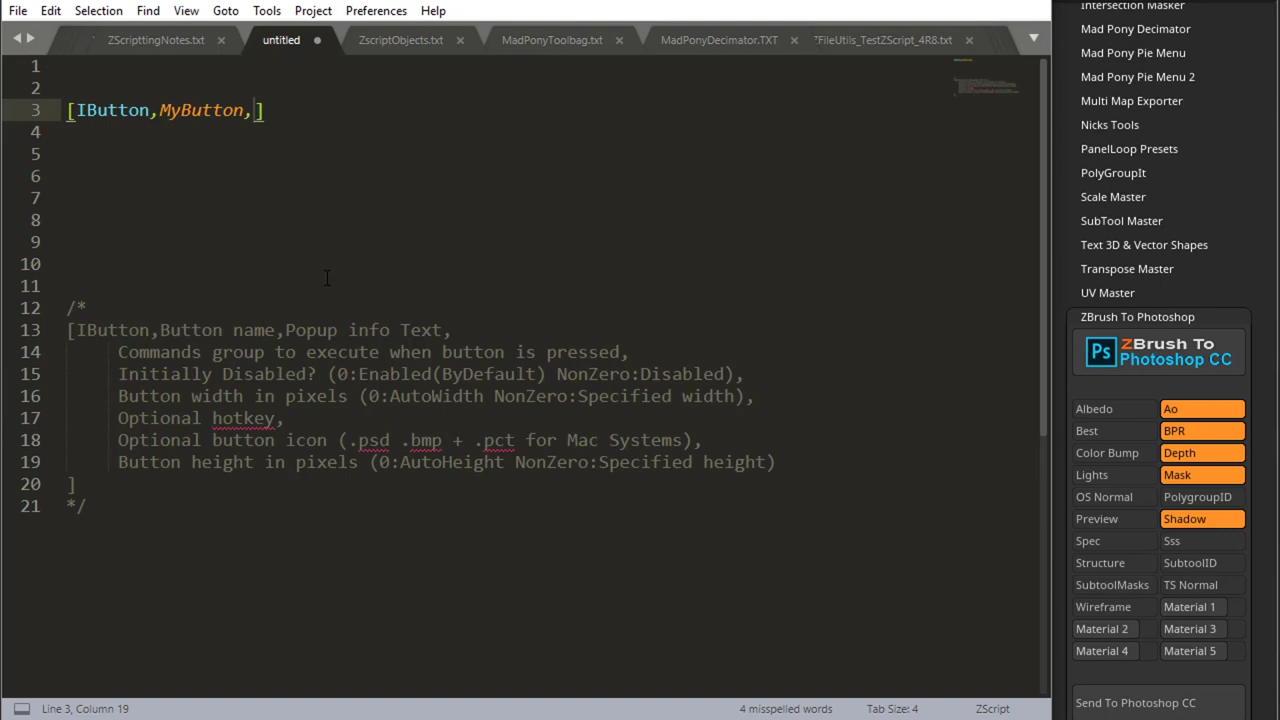 File Edit Selection Find View Goto Tools Project Preferences Help
ZScripttingNotes.txt untitled ZscriptObjects.txt MadPonyToolbag.txt MadPonyDecimator.TXT ZFileUtils_TestZScript_4R8.txt
1
2
3 [IButton,MyButton,]
4
5
6
7
8
9
10
11
12 /*
13 [IButton,Button name,Popup info Text,
14 Commands group to execute when button is pressed,
15 Initially Disabled? (0:Enabled(ByDefault) NonZero:Disabled),
16 Button width in pixels (0:AutoWidth NonZero:Specified width),
17 Optional hotkey,
18 Optional button icon (.psd .bmp + .pct for Mac Systems),
19 Button height in pixels (0:AutoHeight NonZero:Specified height)
20 ]
21 */
Line 3, Column 19 4 misspelled words Tab Size: 4 ZScript
Intersection Masker
Mad Pony Decimator
Mad Pony Pie Menu
Mad Pony Pie Menu 2
Multi Map Exporter
Nicks Tools
PanelLoop Presets
PolyGroupIt
Scale Master
SubTool Master
Text 3D & Vector Shapes
Transpose Master
UV Master
ZBrush To Photoshop
Ps ZBrush To
Photoshop CC
Albedo Ao
Best BPR
Color Bump Depth
Lights Mask
OS Normal PolygroupID
Preview Shadow
Spec Sss
Structure SubtoolID
SubtoolMasks TS Normal
Wireframe Material 1
Material 2 Material 3
Material 4 Material 5
Send To Photoshop CC